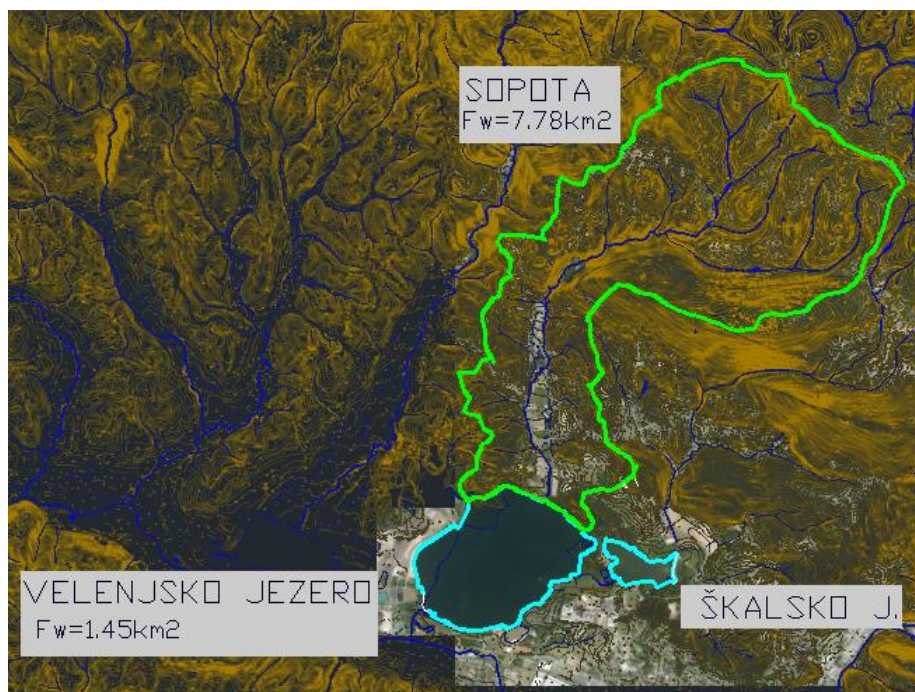 SOPOTA
Fw=7.78km2
VELENJSKO JEZERO
Fw=1.45km2
ŠKALSKO J.